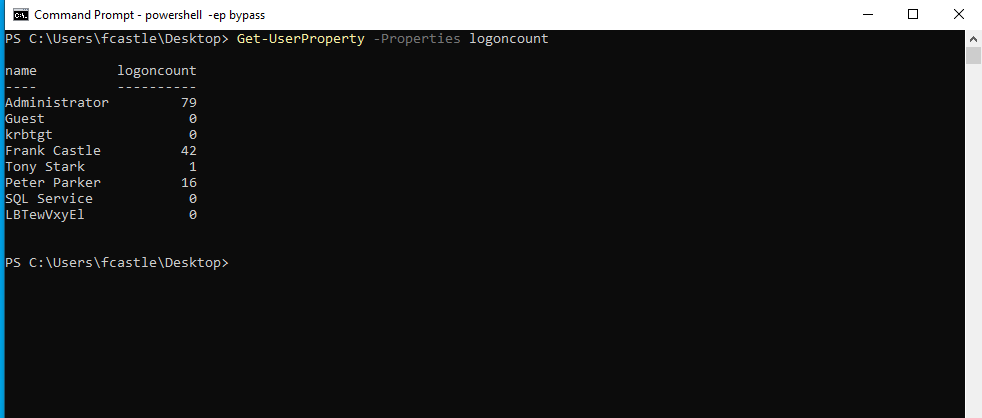 Command Prompt - powershell -ep bypass
PS C:\Users\fcastle\Desktop> Get-UserProperty -Properties logoncount
name logoncount
---- ----------
Administrator 79
Guest 0
krbtgt 0
Frank Castle 42
Tony Stark 1
Peter Parker 16
SQL Service 0
LBTewVxyEl 0
PS C:\Users\fcastle\Desktop>